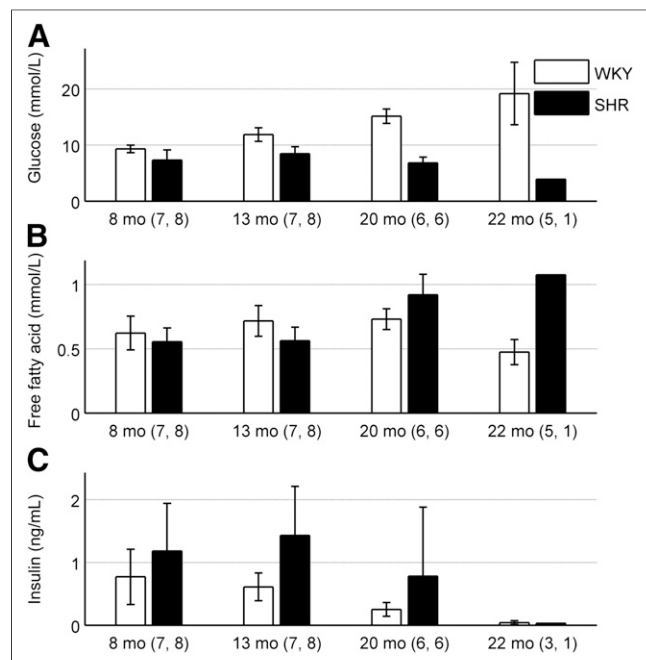 A
Glucose (mmol/L)
20
10
0
WKY
SHR
8 mo (7, 8) 13 mo (7, 8) 20 mo (6, 6) 22 mo (5, 1)
B
Free fatty acid (mmol/L)
1
0.5
0
8 mo (7, 8) 13 mo (7, 8) 20 mo (6, 6) 22 mo (5, 1)
C
Insulin (ng/mL)
2
1
0
8 mo (7, 8) 13 mo (7, 8) 20 mo (6, 6) 22 mo (3, 1)